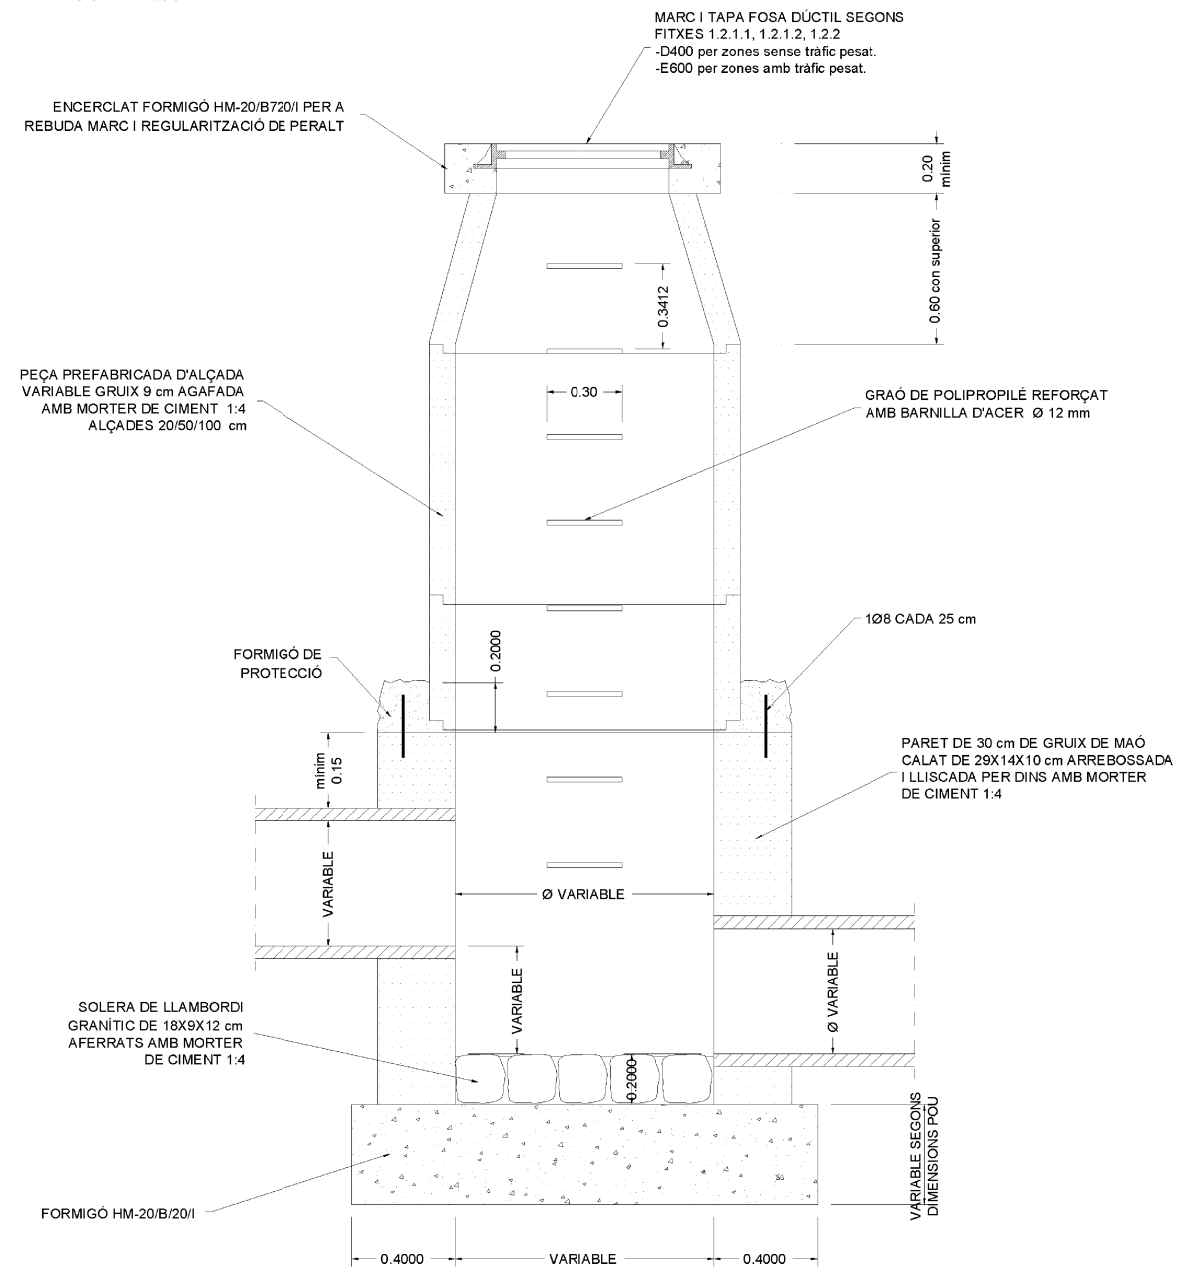 MARC I TAPA FOSA DÚCTIL SEGONS
FITXES 1.2.1.1, 1.2.1.2, 1.2.2
-D400 per zones sense tràfic pesat.
-E600 per zones amb tràfic pesat.
ENCERCLAT FORMIGÓ HM-20/B720/I PER A
REBUDA MARC I REGULARITZACIÓ DE PERALT
0.20
mínim
0.60 con superior
0.3412
0.30
PEÇA PREFABRICADA D'ALÇADA
VARIABLE GRUIX 9 cm AGAFADA
AMB MORTER DE CIMENT 1:4
ALÇADES 20/50/100 cm
GRAÓ DE POLIPROPILÉ REFORÇAT
AMB BARNILLA D'ACER Ø 12 mm
1Ø8 CADA 25 cm
FORMIGÓ DE
PROTECCIÓ
0.2000
mínim
0.15
PARET DE 30 cm DE GRUIX DE MAÓ
CALAT DE 29X14X10 cm ARREBOSSADA
I LLISCADA PER DINS AMB MORTER
DE CIMENT 1:4
VARIABLE
Ø VARIABLE
VARIABLE
Ø VARIABLE
SOLERA DE LLAMBORDI
GRANÍTIC DE 18X9X12 cm
AFERRATS AMB MORTER
DE CIMENT 1:4
0.2000
VARIABLE SEGONS
DIMENSIONS POU
FORMIGÓ HM-20/B/20/I
0.4000
VARIABLE
0.4000